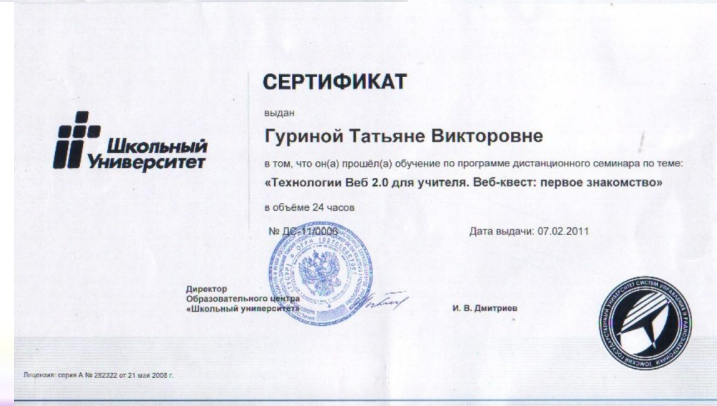 Школьный
Университет
СЕРТИФИКАТ
выдан
Гуриной Татьяне Викторовне
в том, что он(а) прошёл(а) обучение по программе дистанционного семинара по теме:
«Технологии Веб 2.0 для учителя. Веб-квест: первое знакомство»
в объёме 24 часов
№ ДС-11/0006
Дата выдачи: 07.02.2011
Директор
Образовательного центра
«Школьный университет»
И. В. Дмитриев
Лицензия: серия А № 282322 от 21 мая 2008 г.